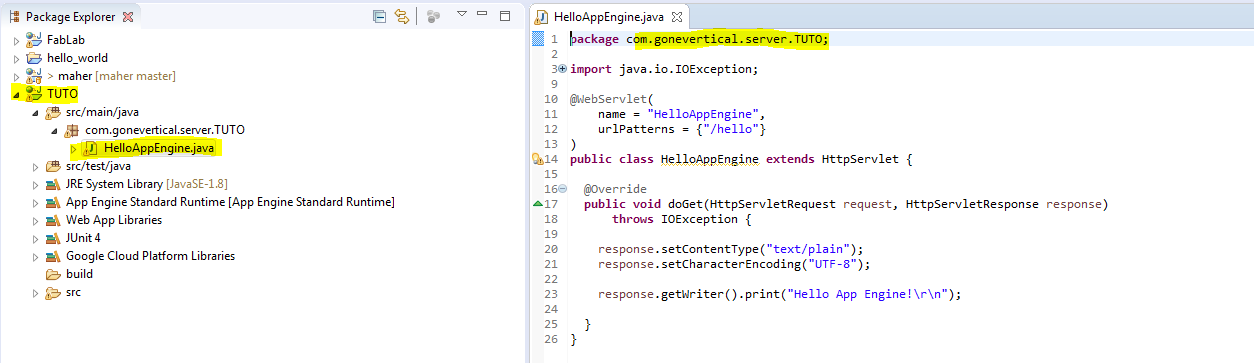 Package Explorer
FabLab
hello_world
> maher [maher master]
TUTO
src/main/java
com.gonevertical.server.TUTO
HelloAppEngine.java
src/test/java
JRE System Library [JavaSE-1.8]
App Engine Standard Runtime [App Engine Standard Runtime]
Web App Libraries
JUnit 4
Google Cloud Platform Libraries
build
src
HelloAppEngine.java
1 package com.gonevertical.server.TUTO;
2
3 import java.io.IOException;
9
10 @WebServlet(
11 name = "HelloAppEngine",
12 urlPatterns = {"/hello"}
13 )
14 public class HelloAppEngine extends HttpServlet {
15
16 @Override
17 public void doGet(HttpServletRequest request, HttpServletResponse response)
18 throws IOException {
19
20 response.setContentType("text/plain");
21 response.setCharacterEncoding("UTF-8");
22
23 response.getWriter().print("Hello App Engine!\r\n");
24
25 }
26 }